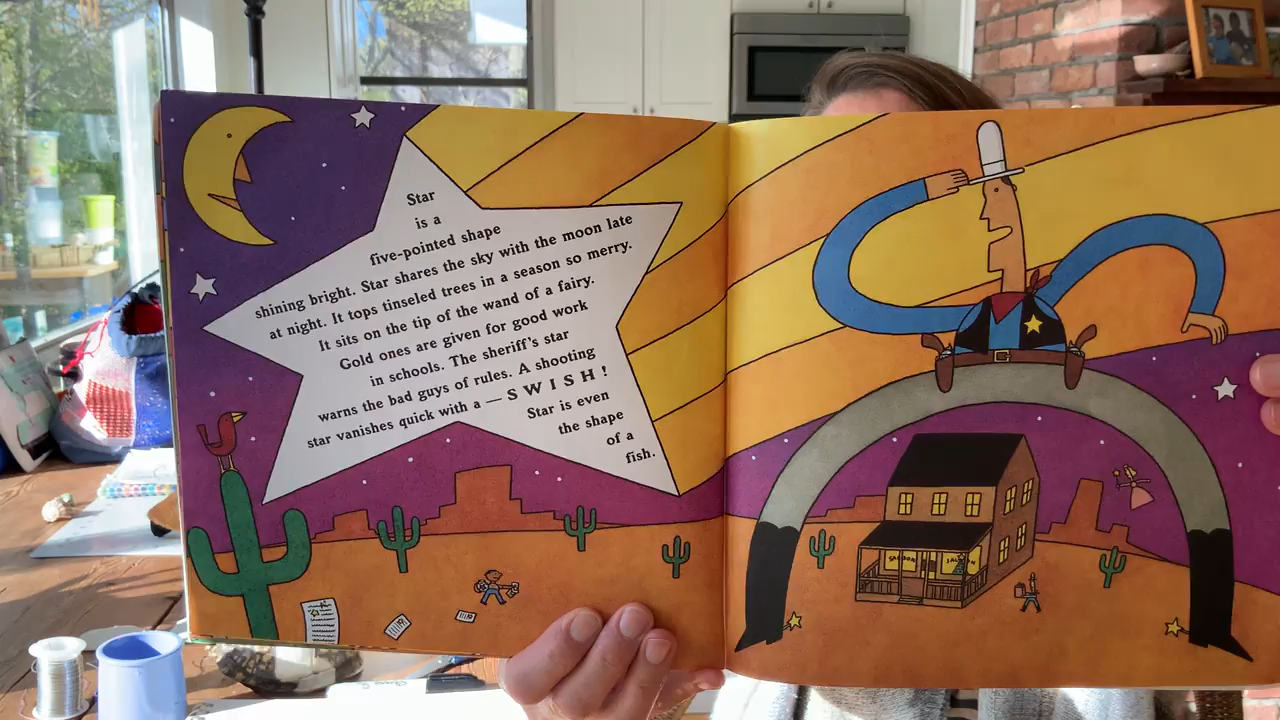 Star
is a
five-pointed shape
shining bright. Star shares the sky with the moon late
at night. It tops tinseled trees in a season so merry.
It sits on the tip of the wand of a fairy.
Gold ones are given for good work
in schools. The sheriff's star
warns the bad guys of rules. A shooting
star vanishes quick with a — SWISH!
Star is even
the shape
of a
fish.
SALOON